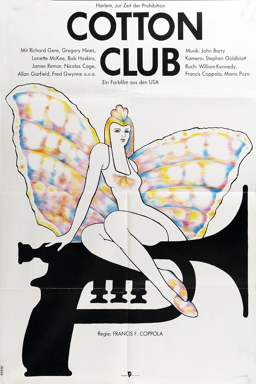 Harlem, zur Zeit der Prohibition
COTTON
CLUB
Mit Richard Gere, Gregory Hines,
Lonette McKee, Bob Hoskins,
James Remar, Nicolas Cage,
Allan Garfield, Fred Gwynne u.v.a.
Musik: John Barry
Kamera: Stephen Goldblatt
Buch: William Kennedy,
Francis Coppola, Mario Puzo
Ein Farbfilm aus den USA
Regie: FRANCIS F. COPPOLA